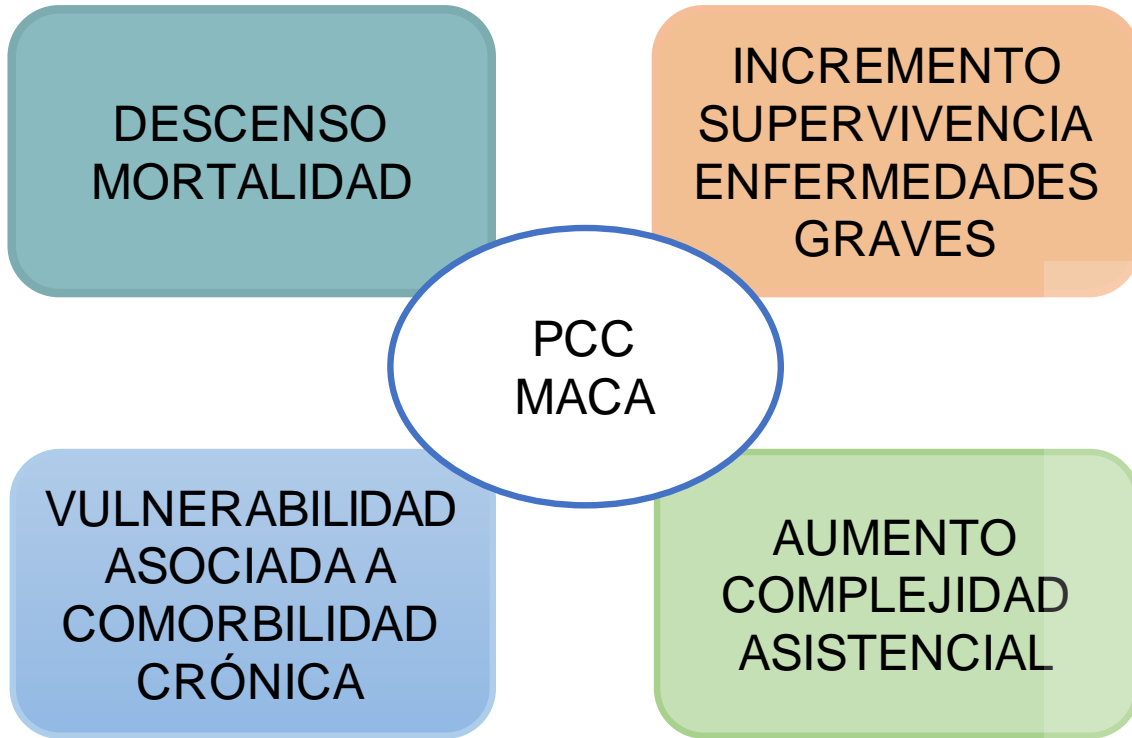 DESCENSO
MORTALIDAD
INCREMENTO
SUPERVIVENCIA
ENFERMEDADES
GRAVES
PCC
MACA
VULNERABILIDAD
ASOCIADA A
COMORBILIDAD
CRÓNICA
AUMENTO
COMPLEJIDAD
ASISTENCIAL